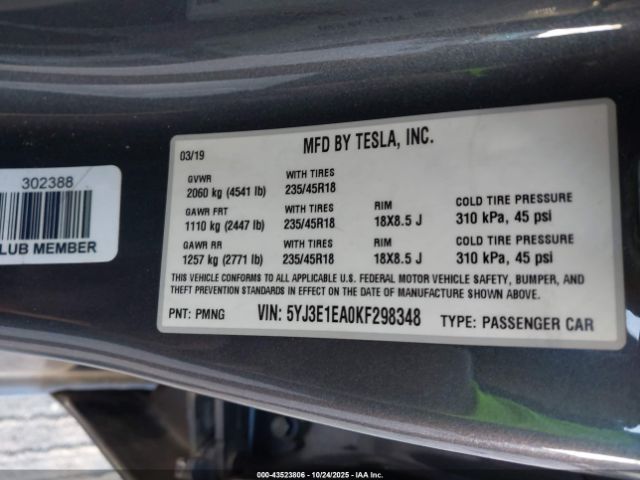 302388
LUB MEMBER
MFD BY TESLA, INC.
03/19
GVWR WITH TIRES
2060 kg (4541 lb) 235/45R18
GAWR FRT WITH TIRES RIM COLD TIRE PRESSURE
1110 kg (2447 lb) 235/45R18 18X8.5 J 310 kPa, 45 psi
GAWR RR WITH TIRES RIM COLD TIRE PRESSURE
1257 kg (2771 lb) 235/45R18 18X8.5 J 310 kPa, 45 psi
THIS VEHICLE CONFORMS TO ALL APPLICABLE U.S. FEDERAL MOTOR VEHICLE SAFETY, BUMPER, AND
THEFT PREVENTION STANDARDS IN EFFECT ON THE DATE OF MANUFACTURE SHOWN ABOVE.
PNT: PMNG VIN: 5YJ3E1EA0KF298348 TYPE: PASSENGER CAR
000-43523806 - 10/24/2025 - IAA Inc.